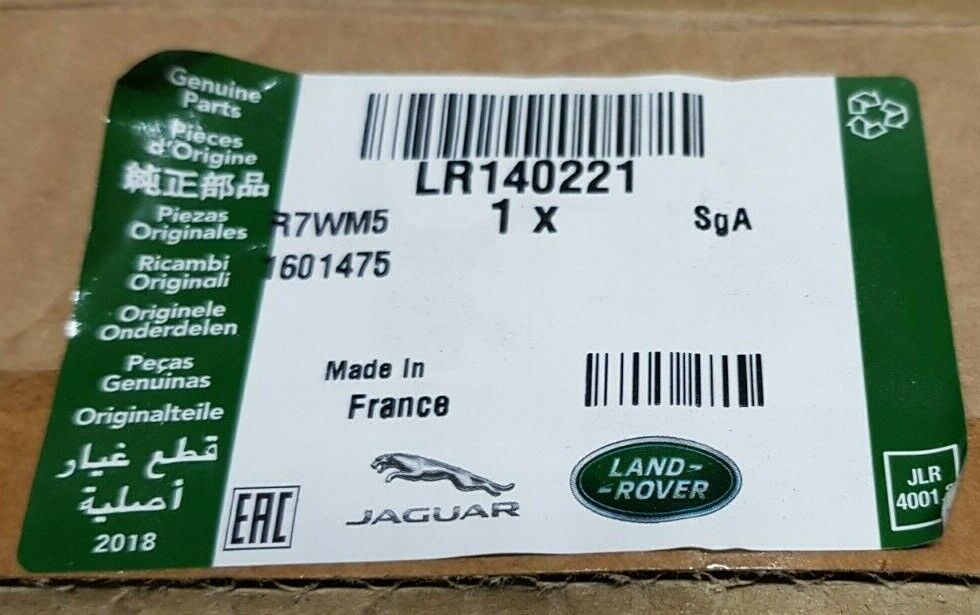 Genuine
Parts
Pièces
d'Origine
純正部品
Piezas
Originales
Ricambi
Originali
Originele
Onderdelen
Peças
Genuinas
Originalteile
قطع غيار
أصلية
2018
LR140221
R7WM5
1 x
SgA
1601475
Made In
France
EAC
JAGUAR
LAND-
-ROVER
JLR
4001